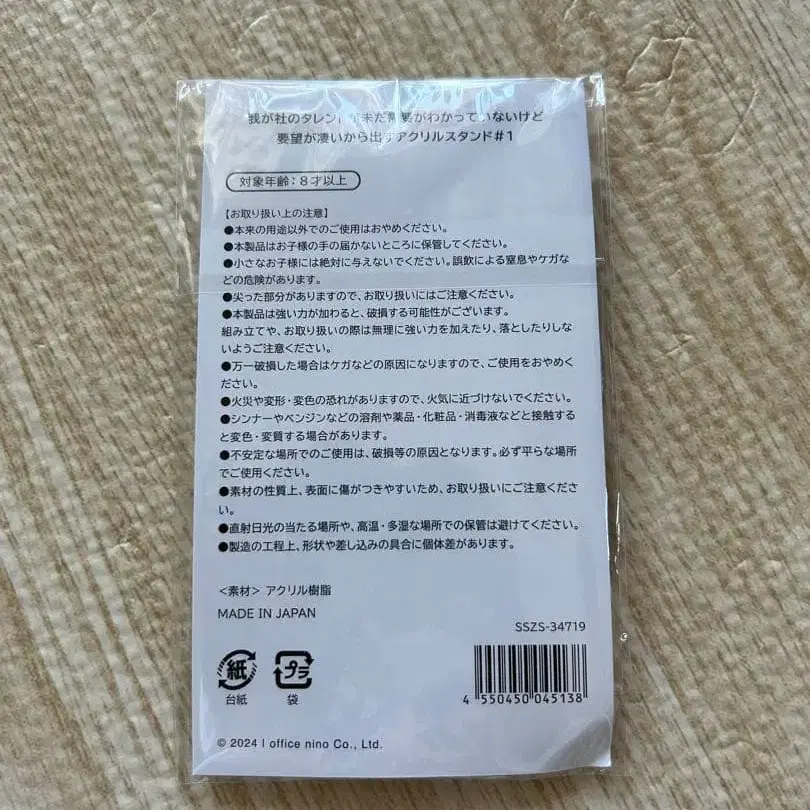 我が社のタレントが未だ需要がわかっていないけど
要望が凄いから出すアクリルスタンド#1
対象年齢：8才以上
【お取り扱い上の注意】
●本来の用途以外でのご使用はおやめください。
●本製品はお子様の手の届かないところに保管してください。
●小さなお子様には絶対に与えないでください。誤飲による窒息やケガな
どの危険があります。
●尖った部分がありますので、お取り扱いにはご注意ください。
●本製品は強い力が加わると、破損する可能性がございます。
組み立てや、お取り扱いの際は無理に強い力を加えたり、落としたりしな
いようご注意ください。
●万一破損した場合はケガなどの原因になりますので、ご使用をおやめく
ださい。
●火災や変形・変色の恐れがありますので、火気に近づけないでください。
●シンナーやベンジンなどの溶剤や薬品・化粧品・消毒液などと接触する
と変色・変質する場合があります。
●不安定な場所でのご使用は、破損等の原因となります。必ず平らな場所
でご使用ください。
●素材の性質上、表面に傷がつきやすいため、お取り扱いにご注意くださ
い。
●直射日光の当たる場所や、高温・多湿な場所での保管は避けてください。
●製造の工程上、形状や差し込みの具合に個体差があります。
＜素材＞ アクリル樹脂
MADE IN JAPAN
SSZS-34719
紙
プラ
台紙
袋
4 550450 045138
© 2024 I office nino Co., Ltd.